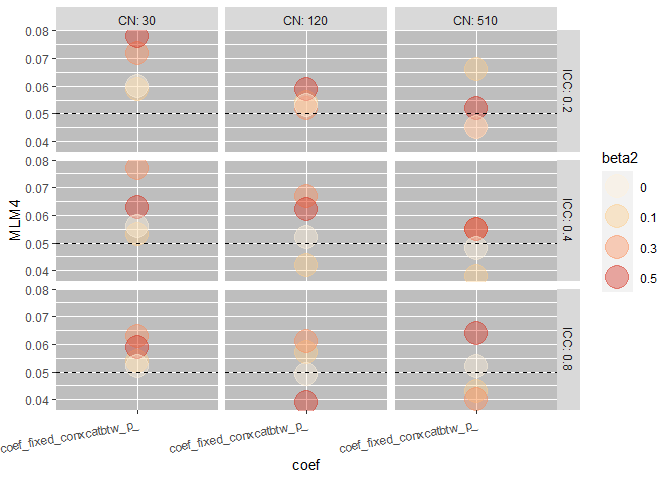 CN: 30
CN: 120
CN: 510
0.08
0.07
0.06
0.05
0.04
ICC: 0.2
0.08
0.07
0.06
0.05
0.04
ICC: 0.4
0.08
0.07
0.06
0.05
0.04
ICC: 0.8
MLM4
coef_fixed_conxcatbtw_p_
coef_fixed_conxcatbtw_p_
coef_fixed_conxcatbtw_p_
coef
beta2
0
0.1
0.3
0.5